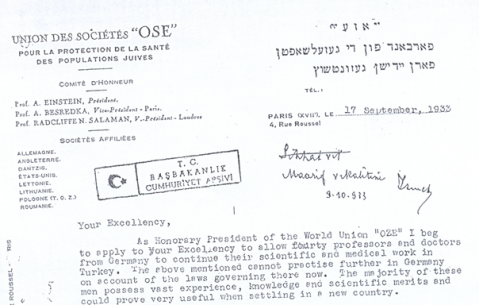 UNION DES SOCIÉTÉS "OSE"
POUR LA PROTECTION DE LA SANTÉ
DES POPULATIONS JUIVES
COMITÉ D'HONNEUR
Prof. A. EINSTEIN, Président.
Prof. A. BESREDKA, Vice-Président - Paris.
Prof. RADCLIFFE N. SALAMAN, V.-Président - Londres
SOCIÉTÉS AFFILIÉES
ALLEMAGNE.
ANGLETERRE.
DANTZIG.
ÉTATS-UNIS.
LETTONIE.
LITHUANIE.
POLOGNE (T. O. Z.)
ROUMANIE.
„אזע"
פארבאנד פון די געזעלשאפטן
פארן יידישן געזונטשוץ
TÉL.:
PARIS (XVIIe), LE 17 September, 1933
4, Rue Roussel
Maarif Vekaletine
9.10.933
T. C.
BAŞBAKANLIK
CUMHURİYET ARŞİVİ
Your Excellency,
As Honorary President of the World Union "OZE" I beg
to apply to Your Excellency to allow fourty professors and doctors
from Germany to continue their scientific and medical work in
Turkey. The above mentioned cannot practise further in Germany
on account of the laws governing there now. The majority of these
men possess vast experience, knowledge and scientific merits and
could prove very useful when settling in a new country.
E ROUSSEL -